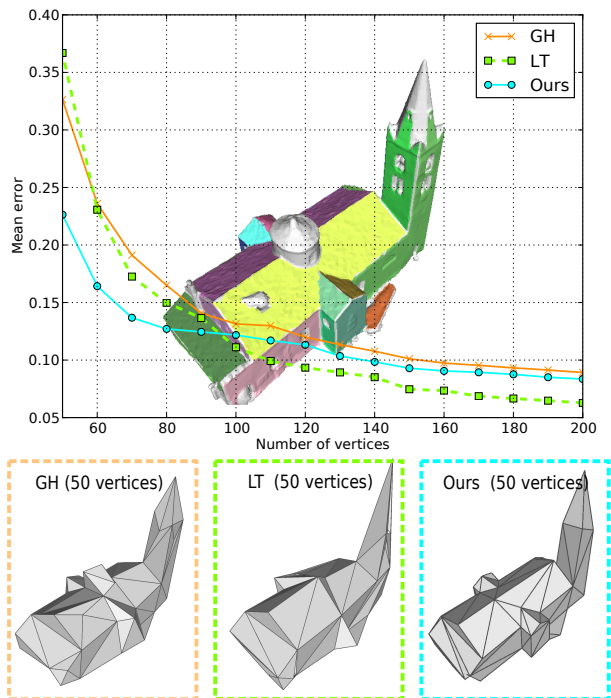 0.40
0.35
0.30
0.25
0.20
0.15
0.10
0.05
Mean error
GH
LT
Ours
60 80 100 120 140 160 180 200
Number of vertices
GH (50 vertices)
LT (50 vertices)
Ours (50 vertices)